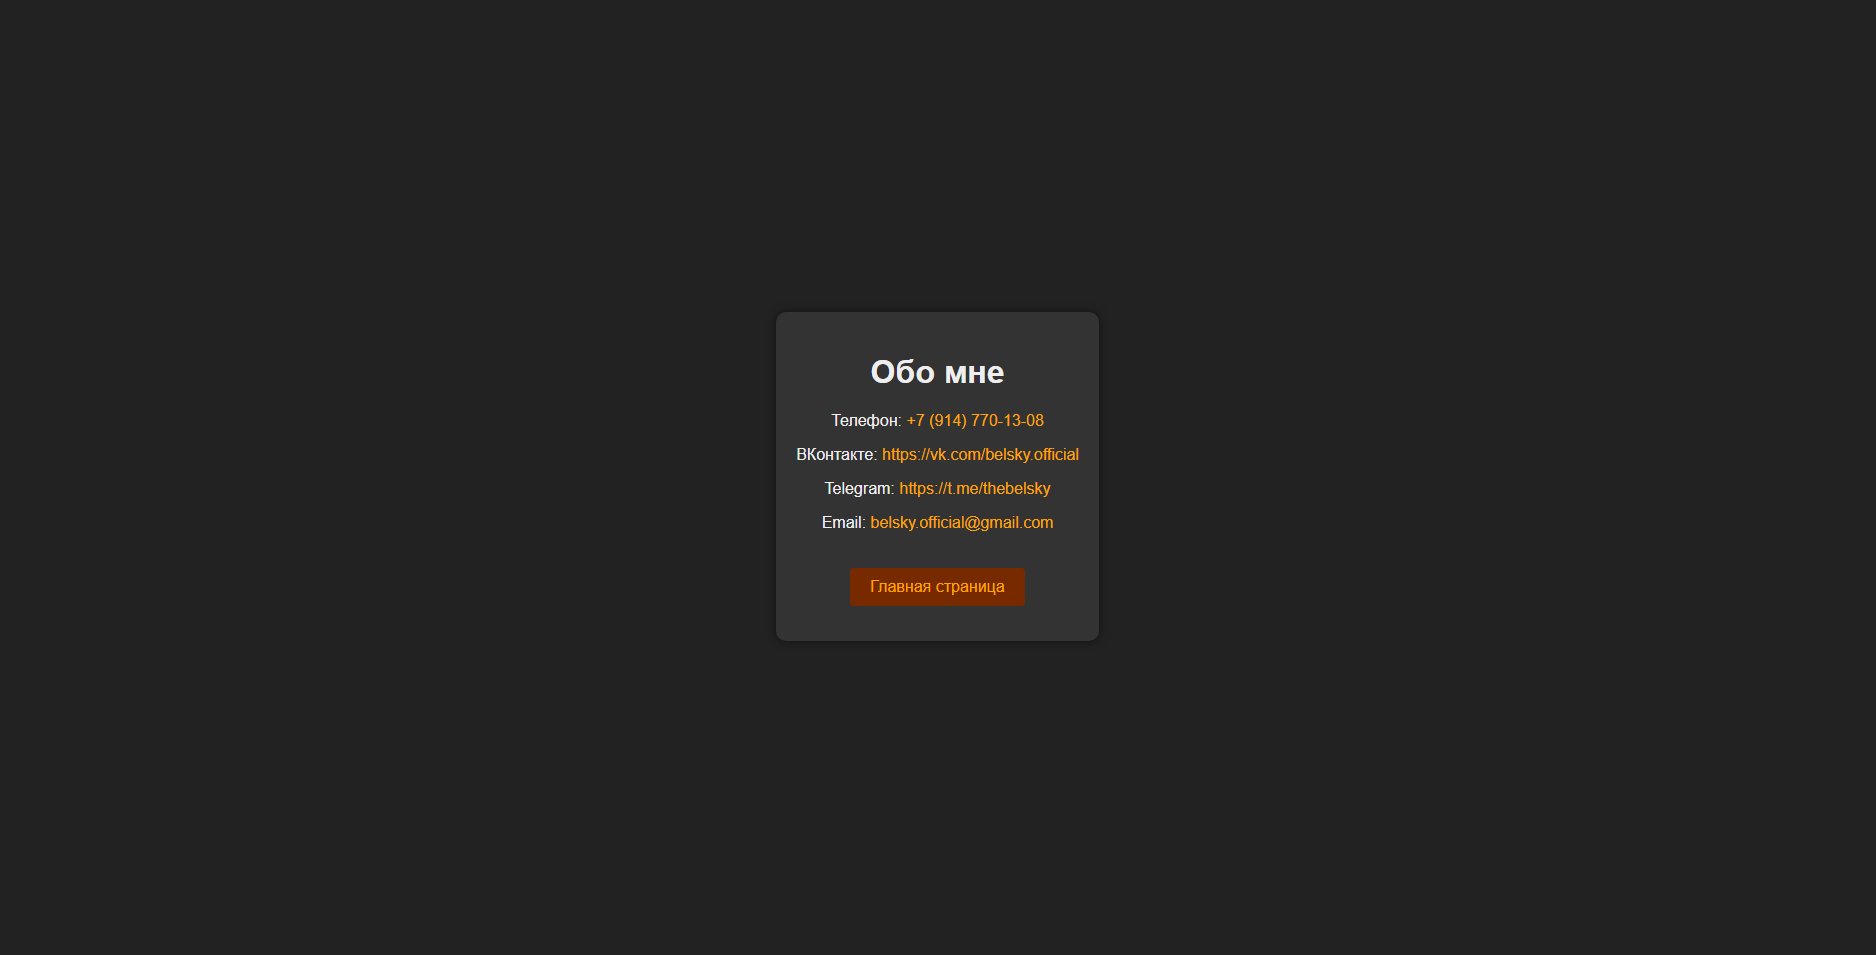 Обо мне
Телефон: +7 (914) 770-13-08
ВКонтакте: https://vk.com/belsky.official
Telegram: https://t.me/thebelsky
Email: belsky.official@gmail.com
Главная страница